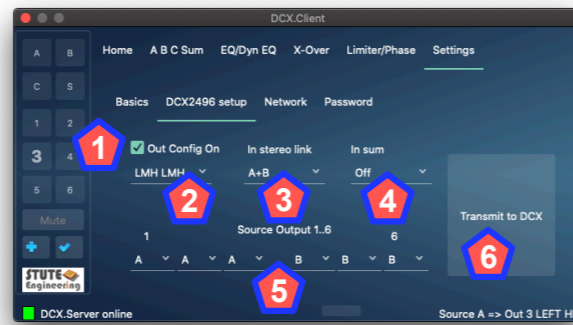 DCX.Client
A B
C S
1 2
3 4
5 6
Mute
STUTE
Engineering
Home A B C Sum EQ/Dyn EQ X-Over Limiter/Phase Settings
Basics DCX2496 setup Network Password
1
Out Config On In stereo link In sum
LMH LMH A+B Off
2 3 4
Transmit to DCX
6
1 Source Output 1..6 6
A A A B B B
5
DCX.Server online Source A => Out 3 LEFT H